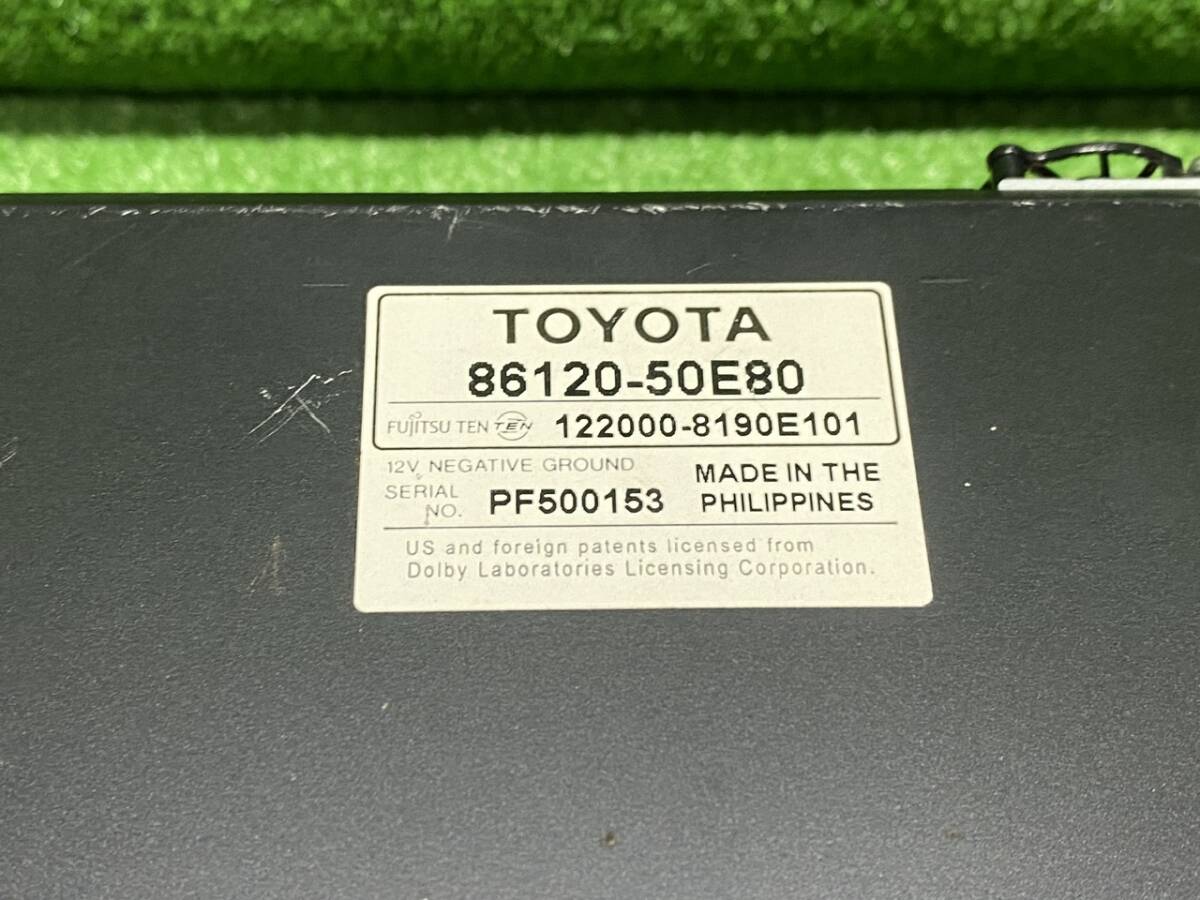 TOYOTA
86120-50E80
FUJITSU TEN TEN 122000-8190E101
12V NEGATIVE GROUND
SERIAL NO. PF500153
MADE IN THE
PHILIPPINES
US and foreign patents licensed from
Dolby Laboratories Licensing Corporation.